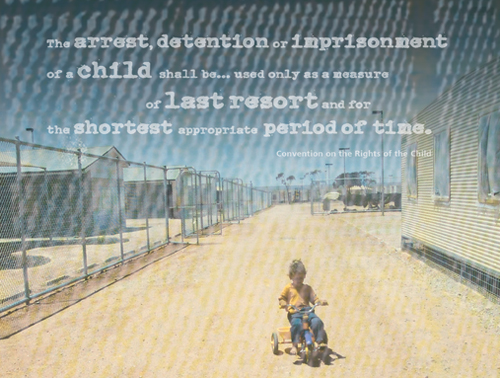 The arrest, detention or imprisonment
of a child shall be... used only as a measure
of last resort and for
the shortest appropriate period of time.
Convention on the Rights of the Child